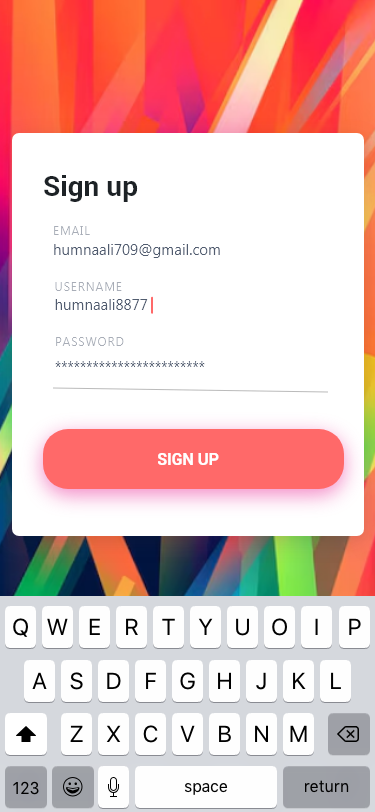 Sign up
EMAIL
humnaali709@gmail.com
USERNAME
humnaali8877
PASSWORD
************************
SIGN UP
Q W E R T Y U O I P
A S D F G H J K L
Z X C V B N M
123 space return